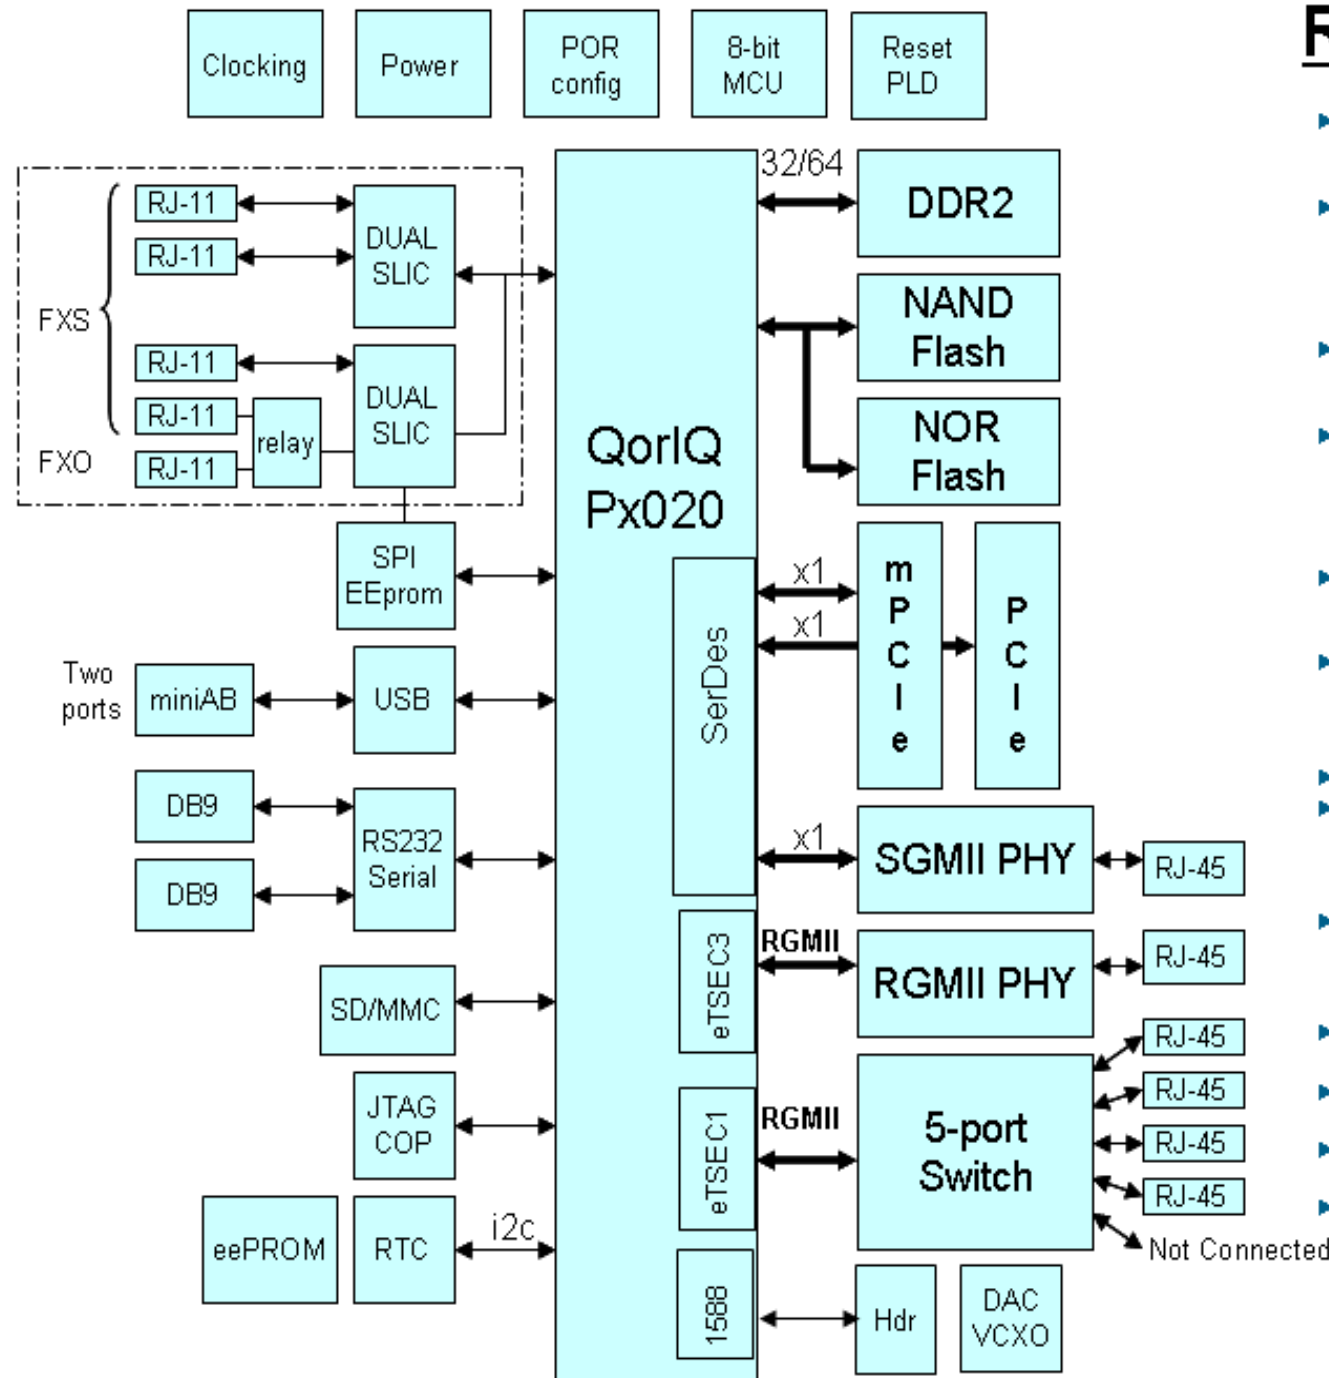 Clocking
Power
POR
config
8-bit
MCU
Reset
PLD
R
32/64
DDR2
RJ-11
RJ-11
DUAL
SLIC
FXS
NAND
Flash
RJ-11
RJ-11
DUAL
SLIC
relay
FXO
RJ-11
NOR
Flash
QorIQ
Px020
SPI
EEprom
SerDes
x1
x1
m
P
C
I
e
P
C
I
e
Two
ports
miniAB
USB
DB9
DB9
RS232
Serial
x1
SGMII PHY
RJ-45
eTSEC3
RGMII
RGMII PHY
RJ-45
SD/MMC
JTAG
COP
eTSEC1
RGMII
5-port
Switch
RJ-45
RJ-45
RJ-45
RJ-45
Not Connected
eePROM
RTC
i2c
1588
Hdr
DAC
VCXO